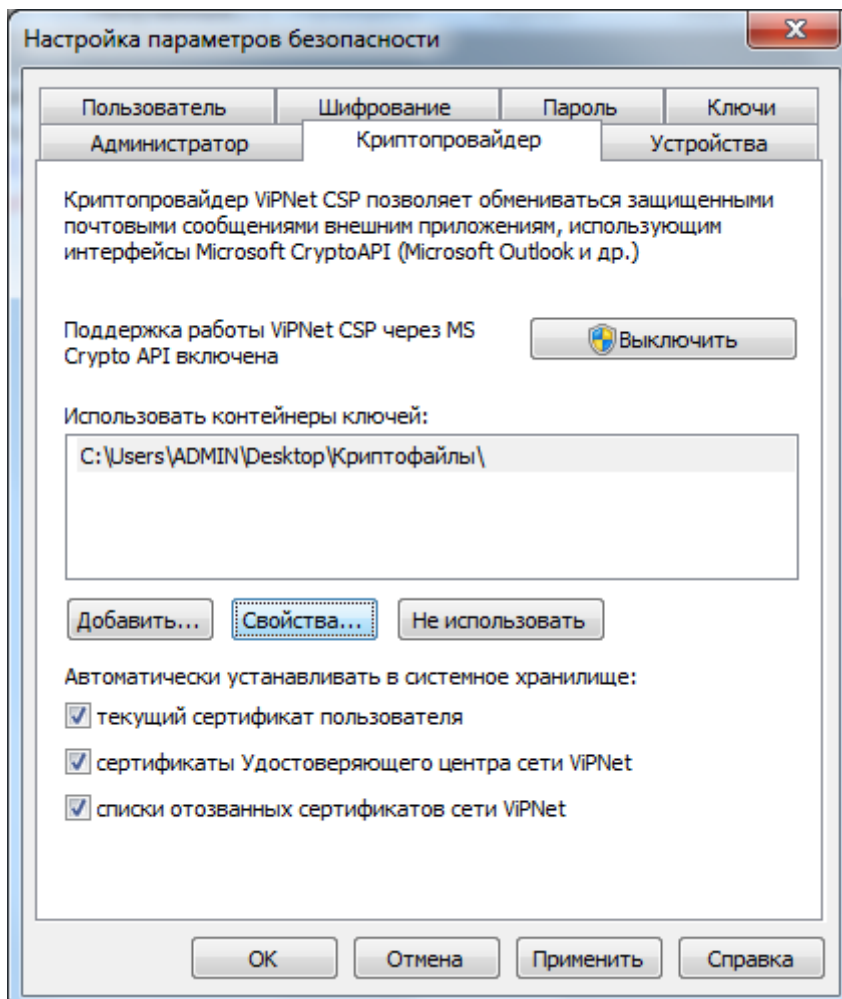 Настройка параметров безопасности
Пользователь Шифрование Пароль Ключи
Администратор Криптопровайдер Устройства
Криптопровайдер ViPNet CSP позволяет обмениваться защищенными
почтовыми сообщениями внешним приложениям, использующим
интерфейсы Microsoft CryptoAPI (Microsoft Outlook и др.)
Поддержка работы ViPNet CSP через MS
Crypto API включена
Выключить
Использовать контейнеры ключей:
C:\Users\ADMIN\Desktop\Криптофайлы\
Добавить... Свойства... Не использовать
Автоматически устанавливать в системное хранилище:
текущий сертификат пользователя
сертификаты Удостоверяющего центра сети ViPNet
списки отозванных сертификатов сети ViPNet
ОК Отмена Применить Справка